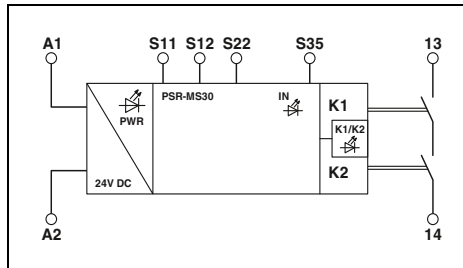 A1 S11 S12 S22 S35 13
PSR-MS30 IN K1
PWR K1/K2
24V DC K2
A2 14